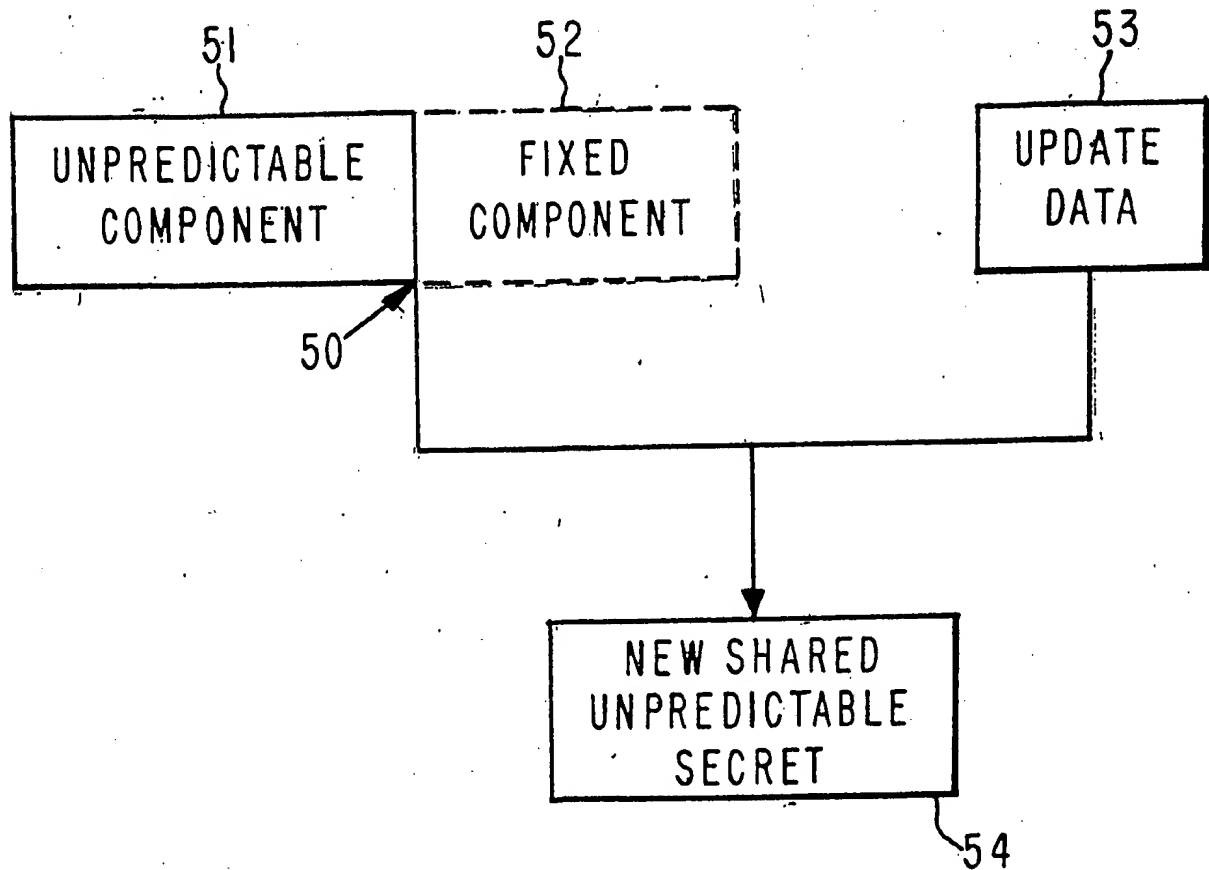 51
52
53
UNPREDICTABLE
COMPONENT
FIXED
COMPONENT
UPDATE
DATA
50
NEW SHARED
UNPREDICTABLE
SECRET
54